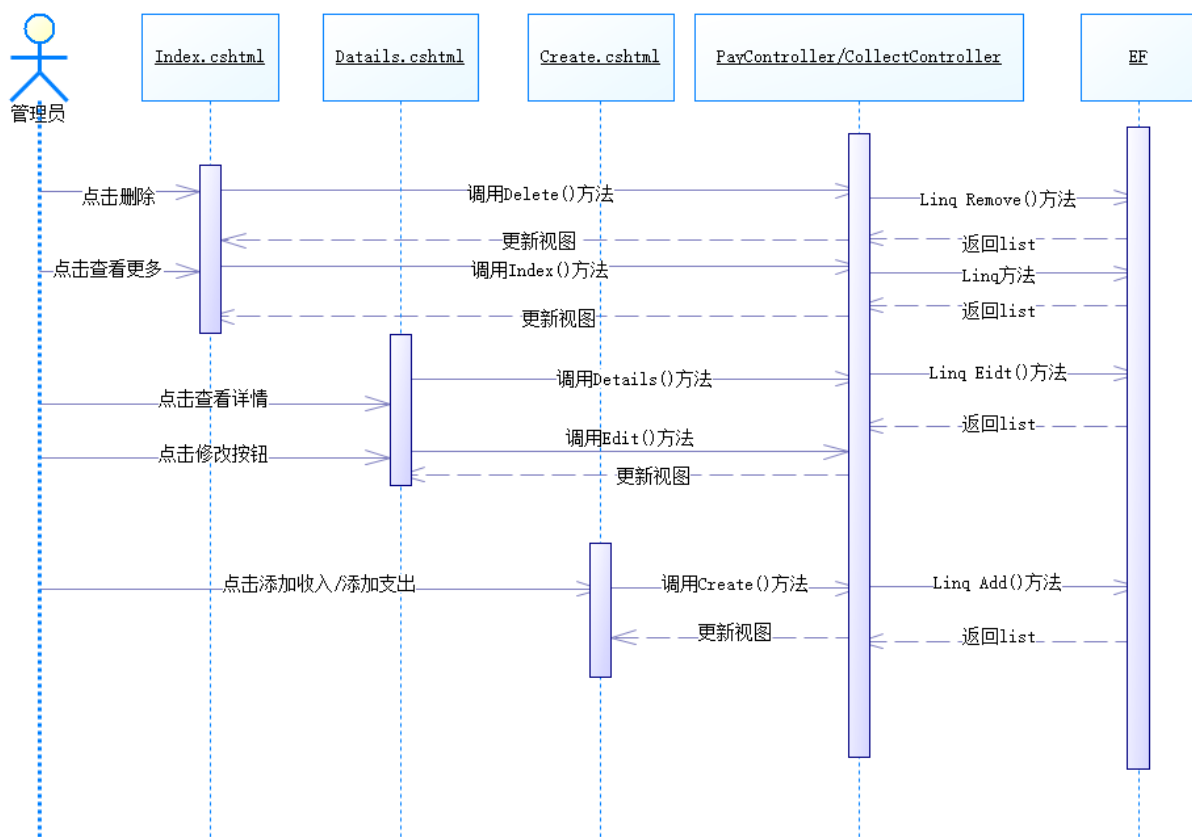 Index.cshtml
Datails.cshtml
Create.cshtml
PayController/CollectController
EF
管理员
点击删除
调用Delete()方法
Linq Remove()方法
更新视图
返回list
点击查看更多
调用Index()方法
Linq方法
更新视图
返回list
调用Details()方法
Linq Eidt()方法
点击查看详情
返回list
调用Edit()方法
点击修改按钮
更新视图
点击添加收入/添加支出
调用Create()方法
Linq Add()方法
更新视图
返回list